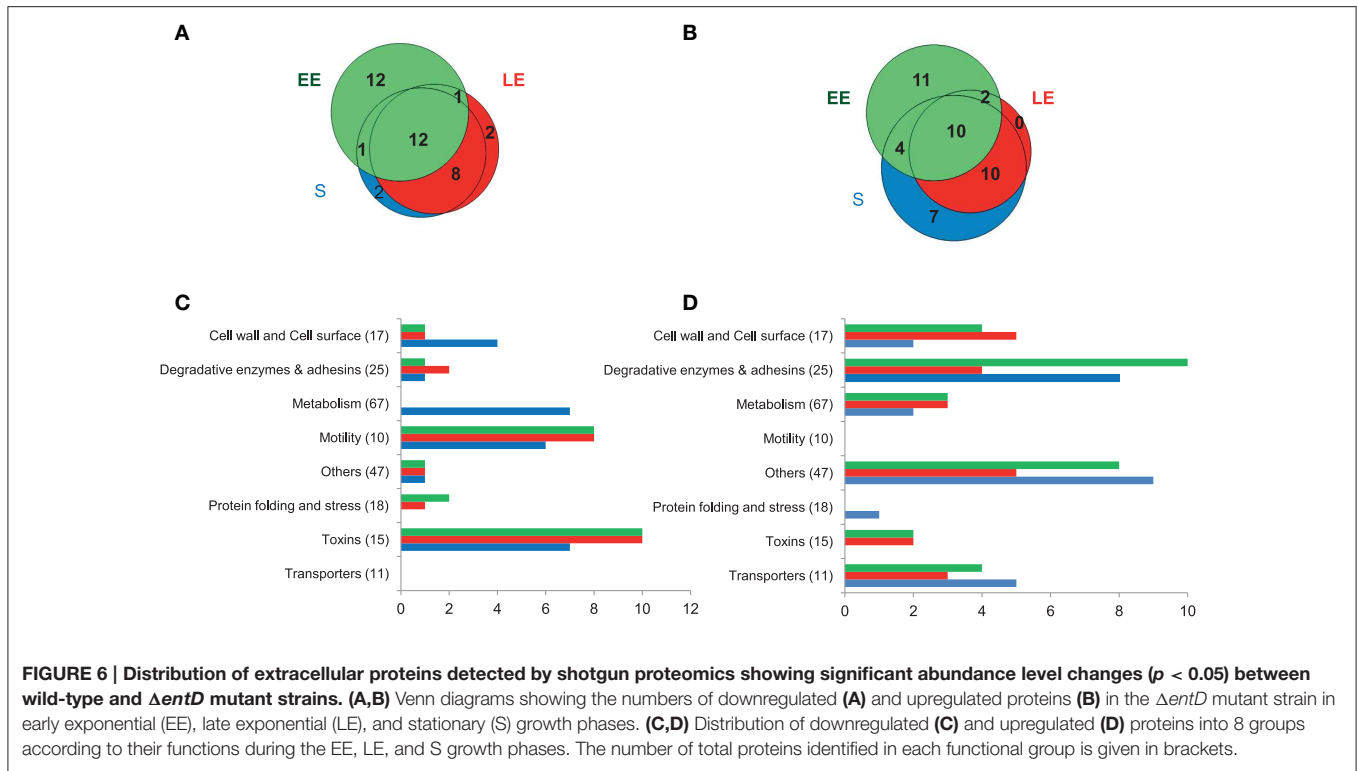 A
EE
LE
S
12
1
2
12
1
8
2
B
EE
LE
S
11
2
0
10
4
10
7
C
Cell wall and Cell surface (17)
Degradative enzymes & adhesins (25)
Metabolism (67)
Motility (10)
Others (47)
Protein folding and stress (18)
Toxins (15)
Transporters (11)
0 2 4 6 8 10 12
D
Cell wall and Cell surface (17)
Degradative enzymes & adhesins (25)
Metabolism (67)
Motility (10)
Others (47)
Protein folding and stress (18)
Toxins (15)
Transporters (11)
0 2 4 6 8 10
FIGURE 6 | Distribution of extracellular proteins detected by shotgun proteomics showing significant abundance level changes (p < 0.05) between
wild-type and ΔentD mutant strains. (A,B) Venn diagrams showing the numbers of downregulated (A) and upregulated proteins (B) in the ΔentD mutant strain in
early exponential (EE), late exponential (LE), and stationary (S) growth phases. (C,D) Distribution of downregulated (C) and upregulated (D) proteins into 8 groups
according to their functions during the EE, LE, and S growth phases. The number of total proteins identified in each functional group is given in brackets.